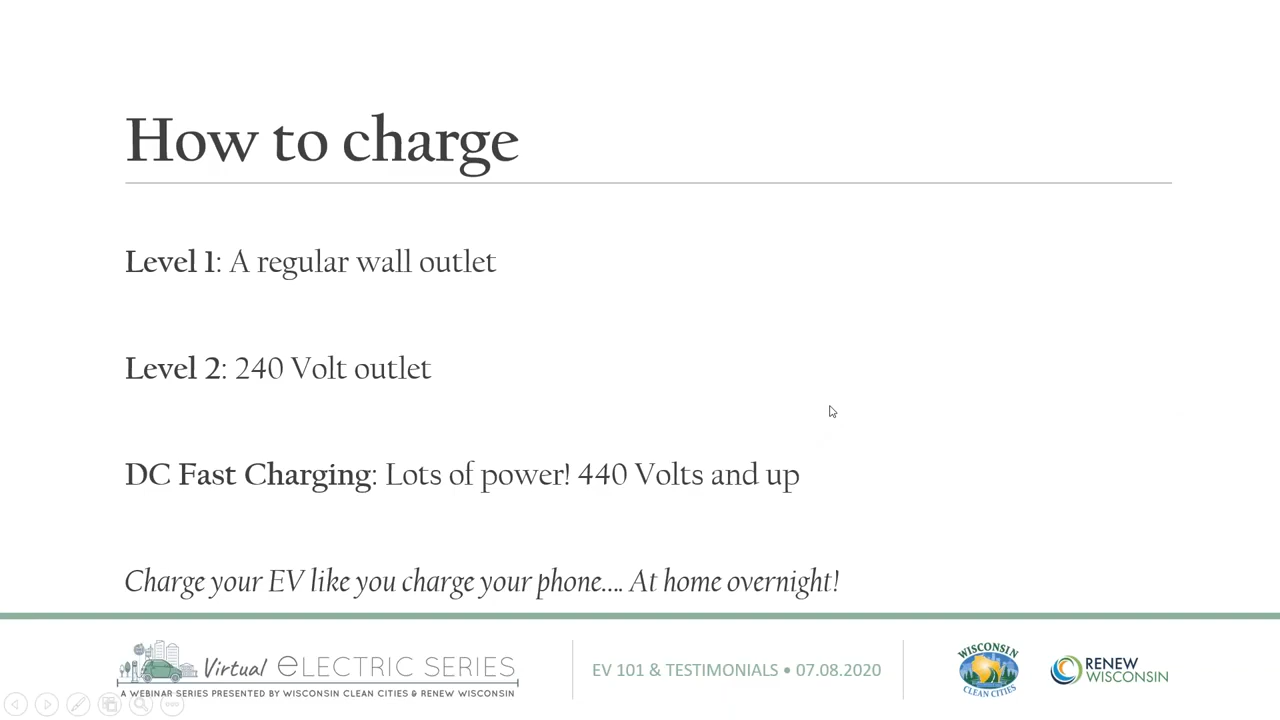 How to charge
Level 1: A regular wall outlet
Level 2: 240 Volt outlet
DC Fast Charging: Lots of power! 440 Volts and up
Charge your EV like you charge your phone.... At home overnight!
Virtual eLECTRIC SERIES
A WEBINAR SERIES PRESENTED BY WISCONSIN CLEAN CITIES & RENEW WISCONSIN
EV 101 & TESTIMONIALS • 07.08.2020
WISCONSIN
CLEAN CITIES
RENEW
WISCONSIN